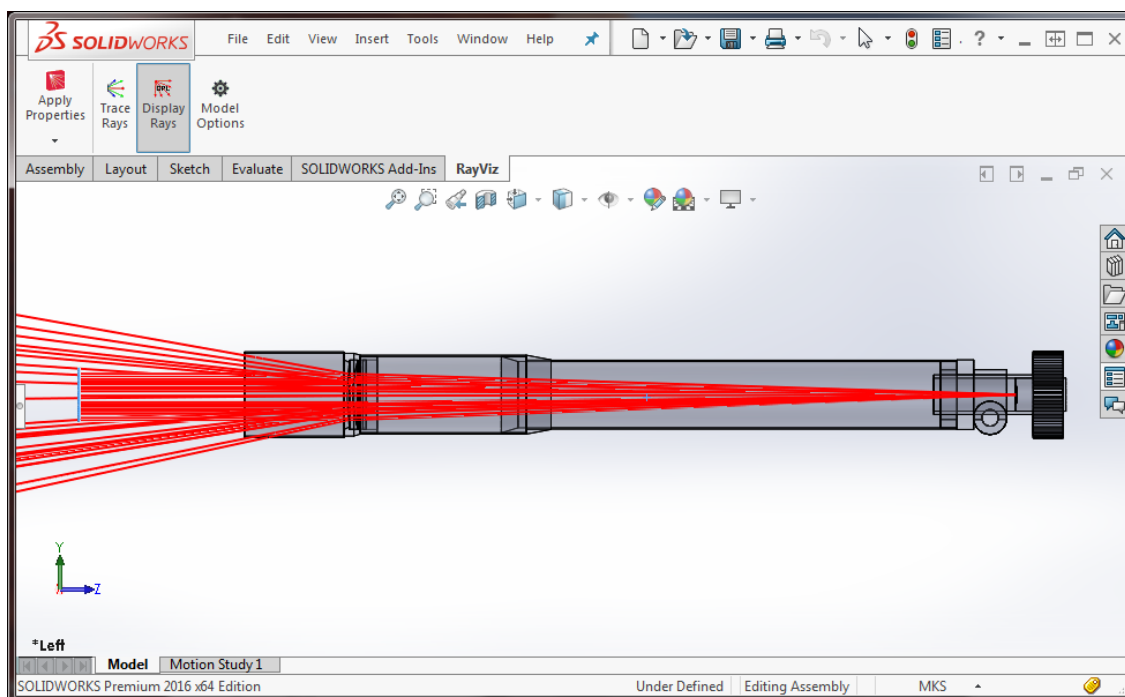 SOLIDWORKS File Edit View Insert Tools Window Help ?
Apply Properties
Trace Rays
Display Rays
Model Options
Assembly Layout Sketch Evaluate SOLIDWORKS Add-Ins RayViz
Y
Z
*Left
Model Motion Study 1
SOLIDWORKS Premium 2016 x64 Edition Under Defined Editing Assembly MKS